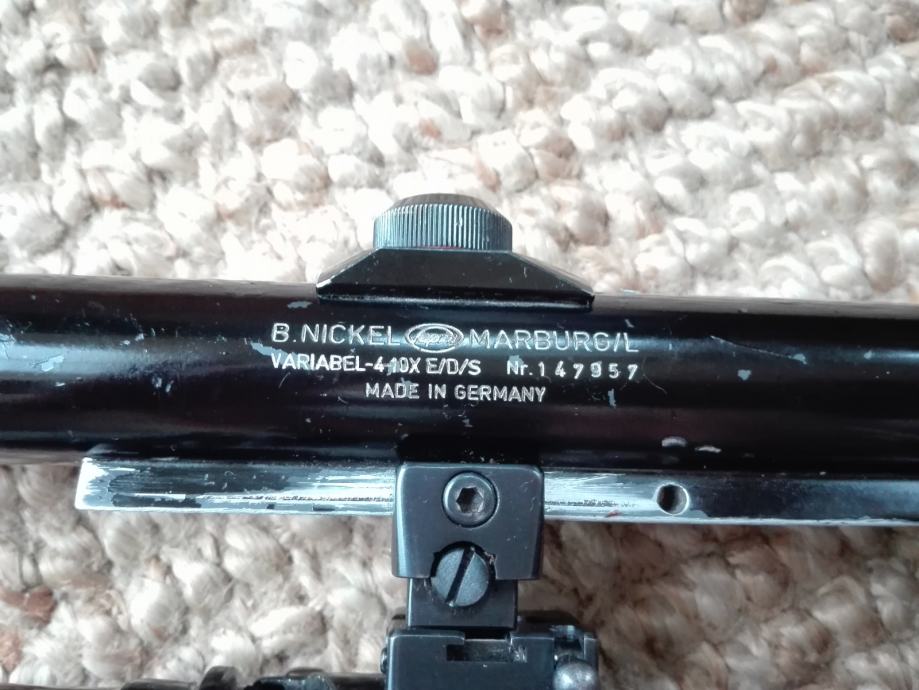 B. NICKEL MARBURG/L
VARIABEL-4-10X E/D/S Nr. 147957
MADE IN GERMANY